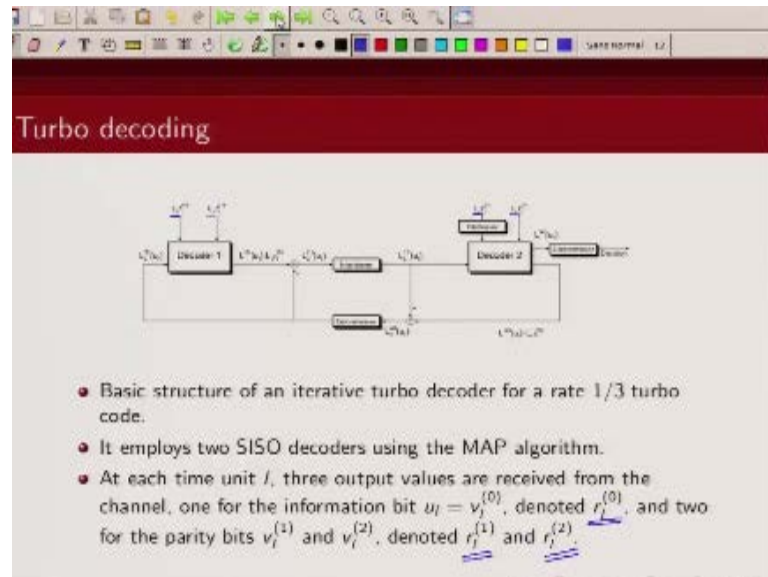 Sans Normal 12
Turbo decoding
Decoder 1
Decoder 2
• Basic structure of an iterative turbo decoder for a rate 1/3 turbo
code.
• It employs two SISO decoders using the MAP algorithm.
• At each time unit l, three output values are received from the
channel, one for the information bit u_l = v_l^{(0)}, denoted r_l^{(0)}, and two
for the parity bits v_l^{(1)} and v_l^{(2)}, denoted r_l^{(1)} and r_l^{(2)}.